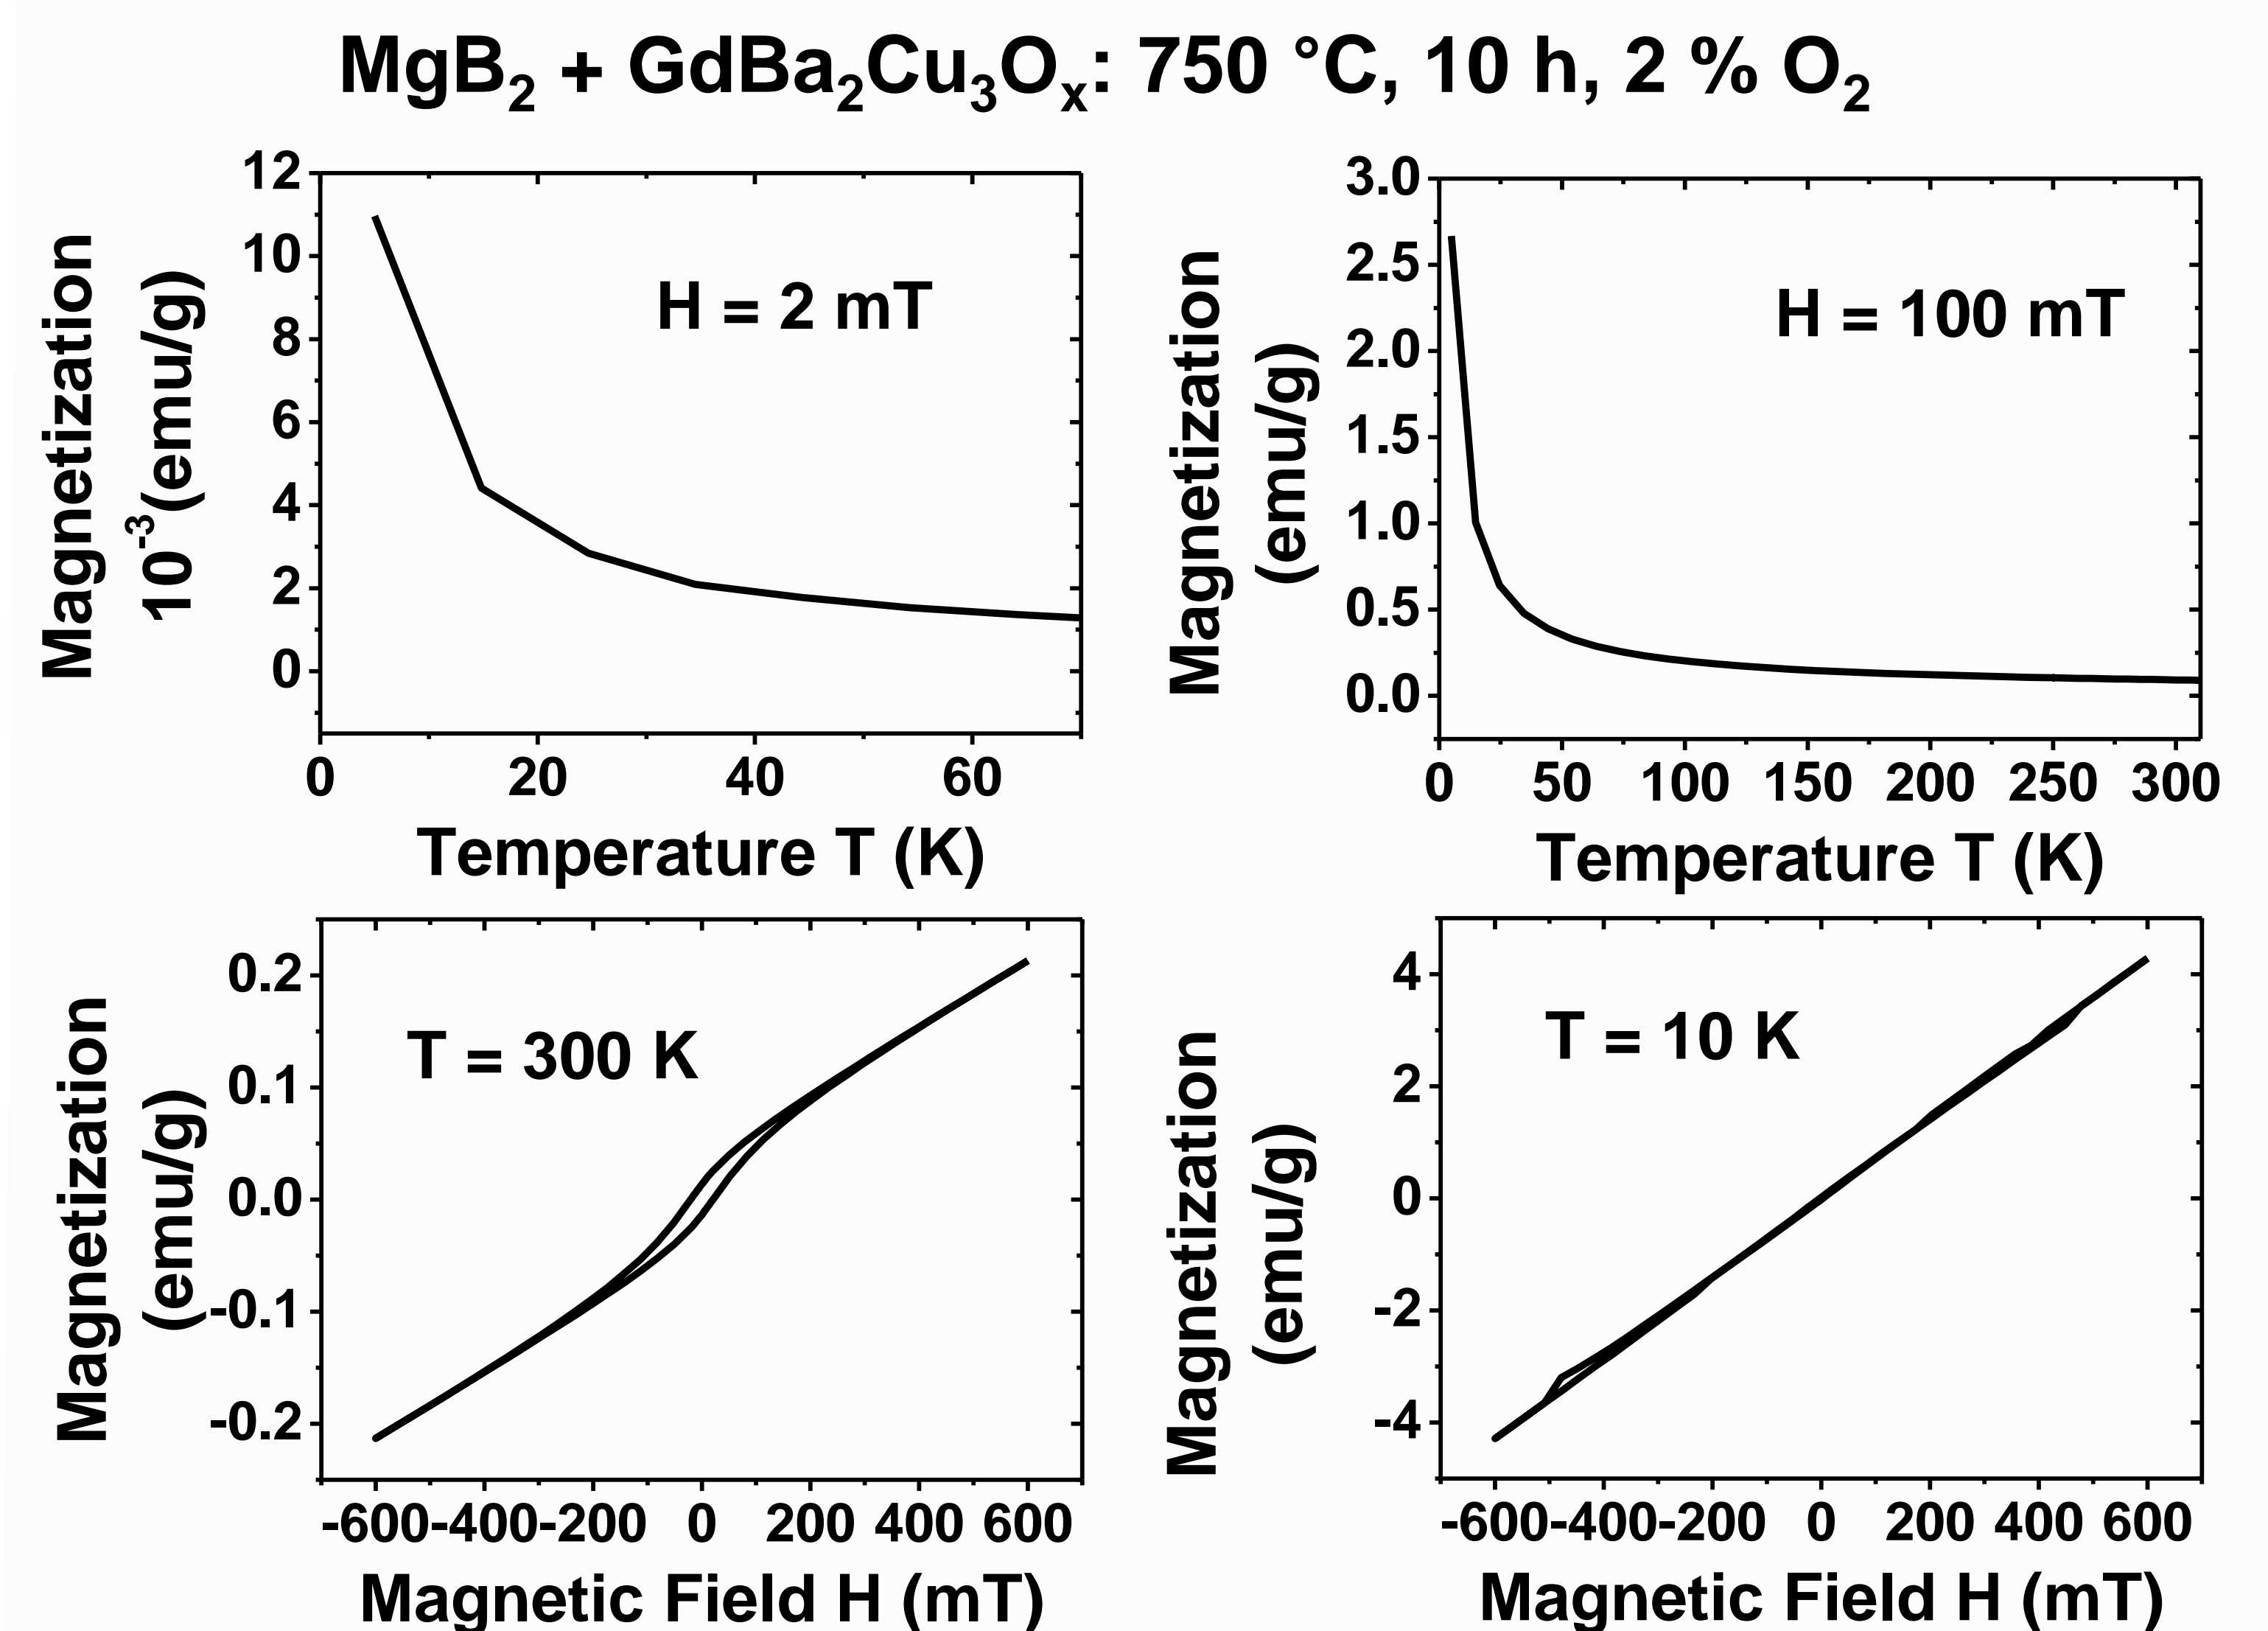 MgB2 + GdBa2Cu3Ox: 750 °C, 10 h, 2 % O2
Magnetization
10-3(emu/g)
12
10
8
6
4
2
0
H = 2 mT
0 20 40 60
Temperature T (K)
Magnetization
(emu/g)
3.0
2.5
2.0
1.5
1.0
0.5
0.0
H = 100 mT
0 50 100 150 200 250 300
Temperature T (K)
Magnetization
(emu/g)
0.2
0.1
0.0
-0.1
-0.2
T = 300 K
-600 -400 -200 0 200 400 600
Magnetic Field H (mT)
Magnetization
(emu/g)
4
2
0
-2
-4
T = 10 K
-600 -400 -200 0 200 400 600
Magnetic Field H (mT)